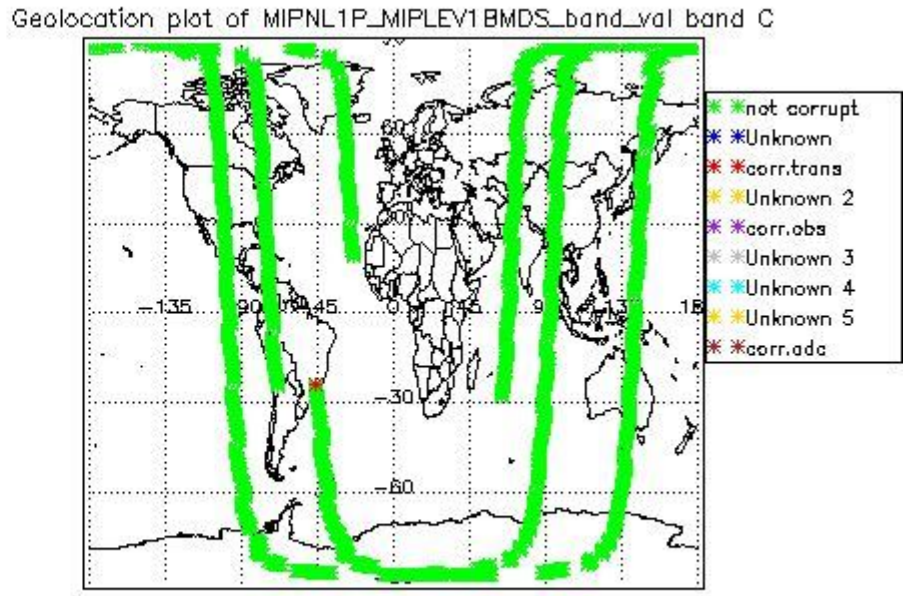 Geolocation plot of MIPNL1P_MIPLEV1BMDS_band_val band C
not corrupt
Unknown
corr.trans
Unknown 2
corr.obs
Unknown 3
Unknown 4
Unknown 5
corr.adc
60
-135
-90
-45
0
45
-30
-60